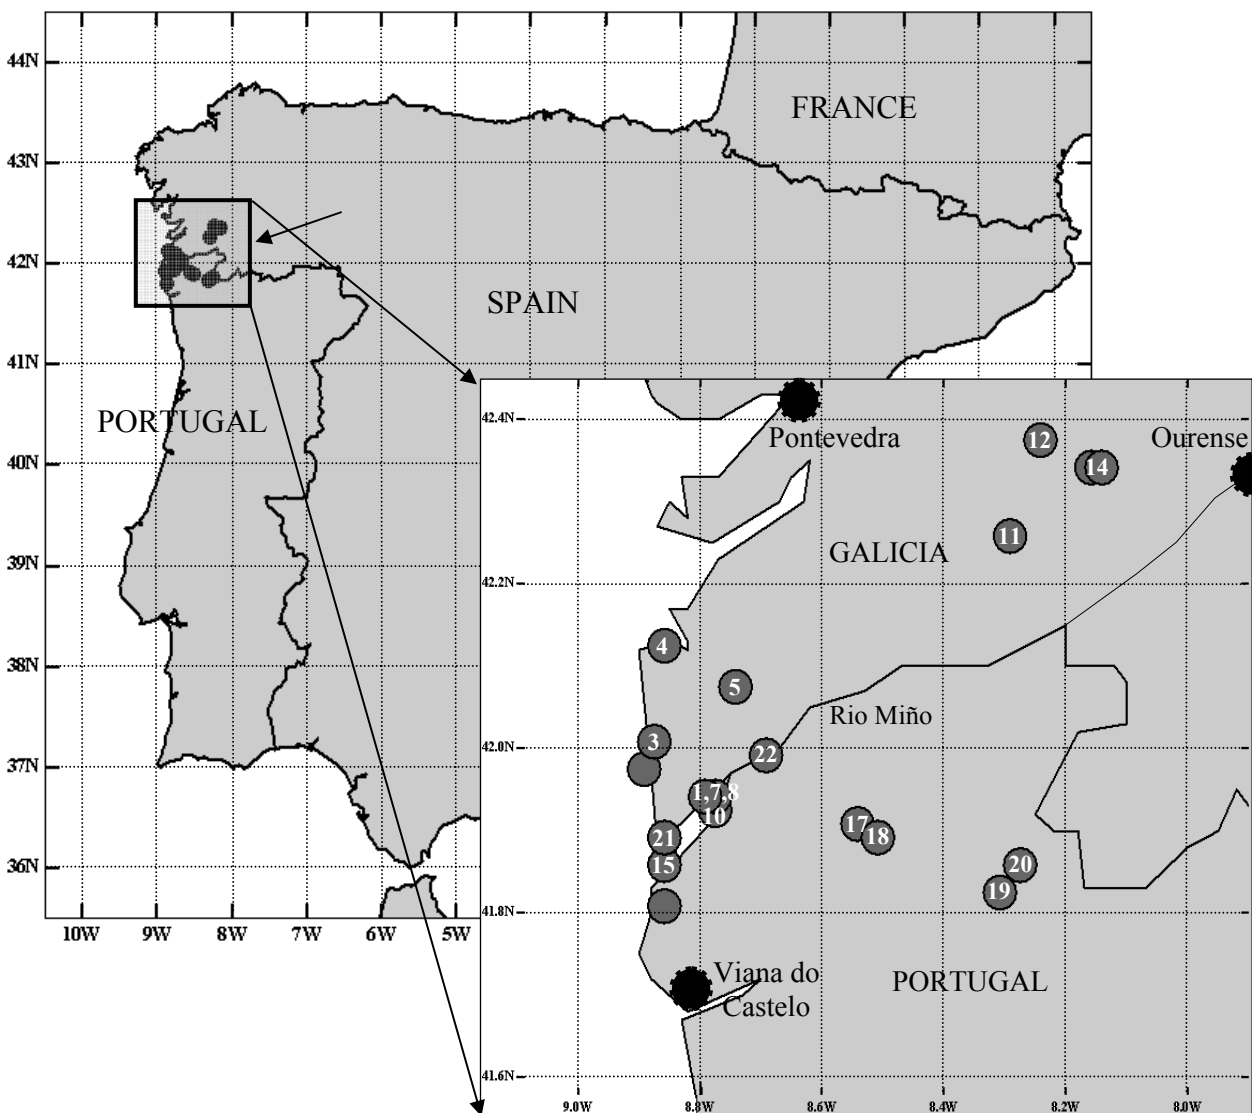 44N
FRANCE
43N
42N
SPAIN
41N
PORTUGAL
40N
39N
38N
37N
36N
10W 9W 8W 7W 6W 5W
42.4N
Pontevedra
12
Ourense
14
11
GALICIA
42.2N
4
5
Rio Miño
3
42.0N
22
1,7,8
10
17
21
18
15
20
19
41.8N
Viana do
Castelo
PORTUGAL
41.6N
9.0W 8.8W 8.6W 8.4W 8.2W 8.0W